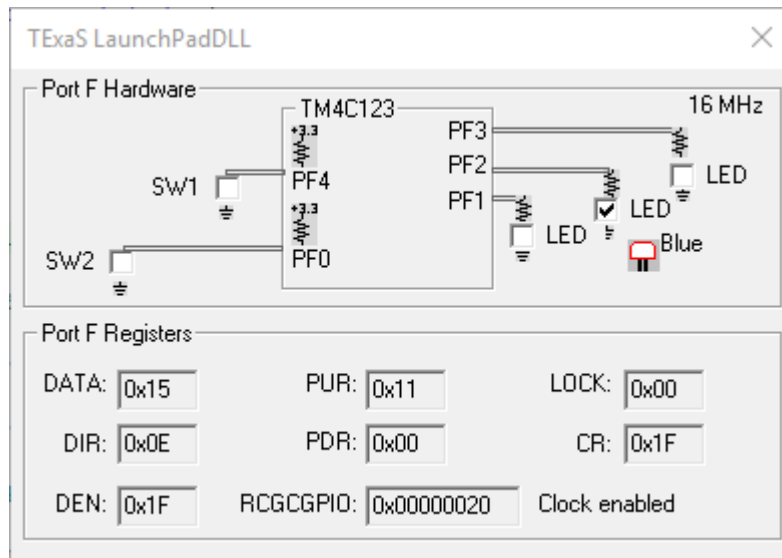 TExaS LaunchPadDLL
Port F Hardware
TM4C123
16 MHz
+3.3
PF3
PF2
PF1
SW1
PF4
LED
LED
LED
+3.3
Blue
SW2
PF0
Port F Registers
DATA: 0x15 PUR: 0x11 LOCK: 0x00
DIR: 0x0E PDR: 0x00 CR: 0x1F
DEN: 0x1F RCGCGPIO: 0x00000020 Clock enabled